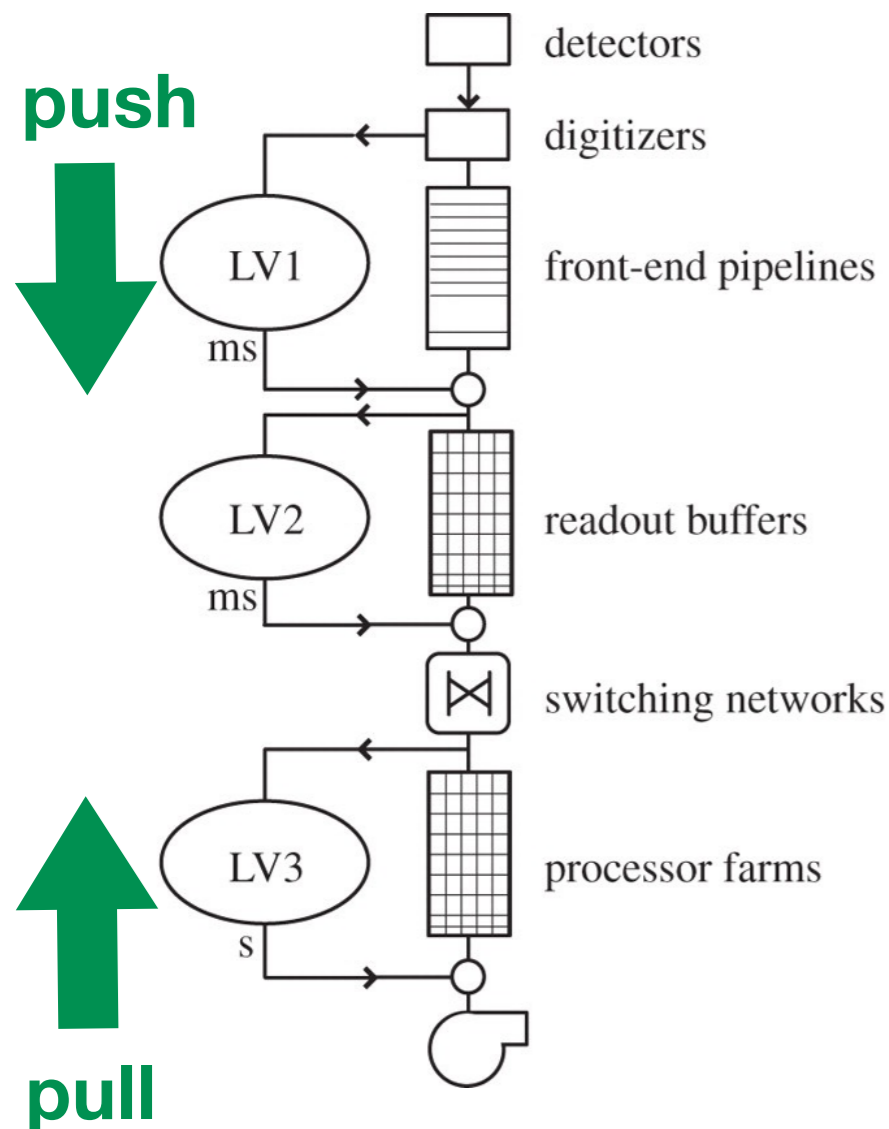 detectors
push
digitizers
LV1
front-end pipelines
ms
LV2
readout buffers
ms
switching networks
LV3
processor farms
s
pull